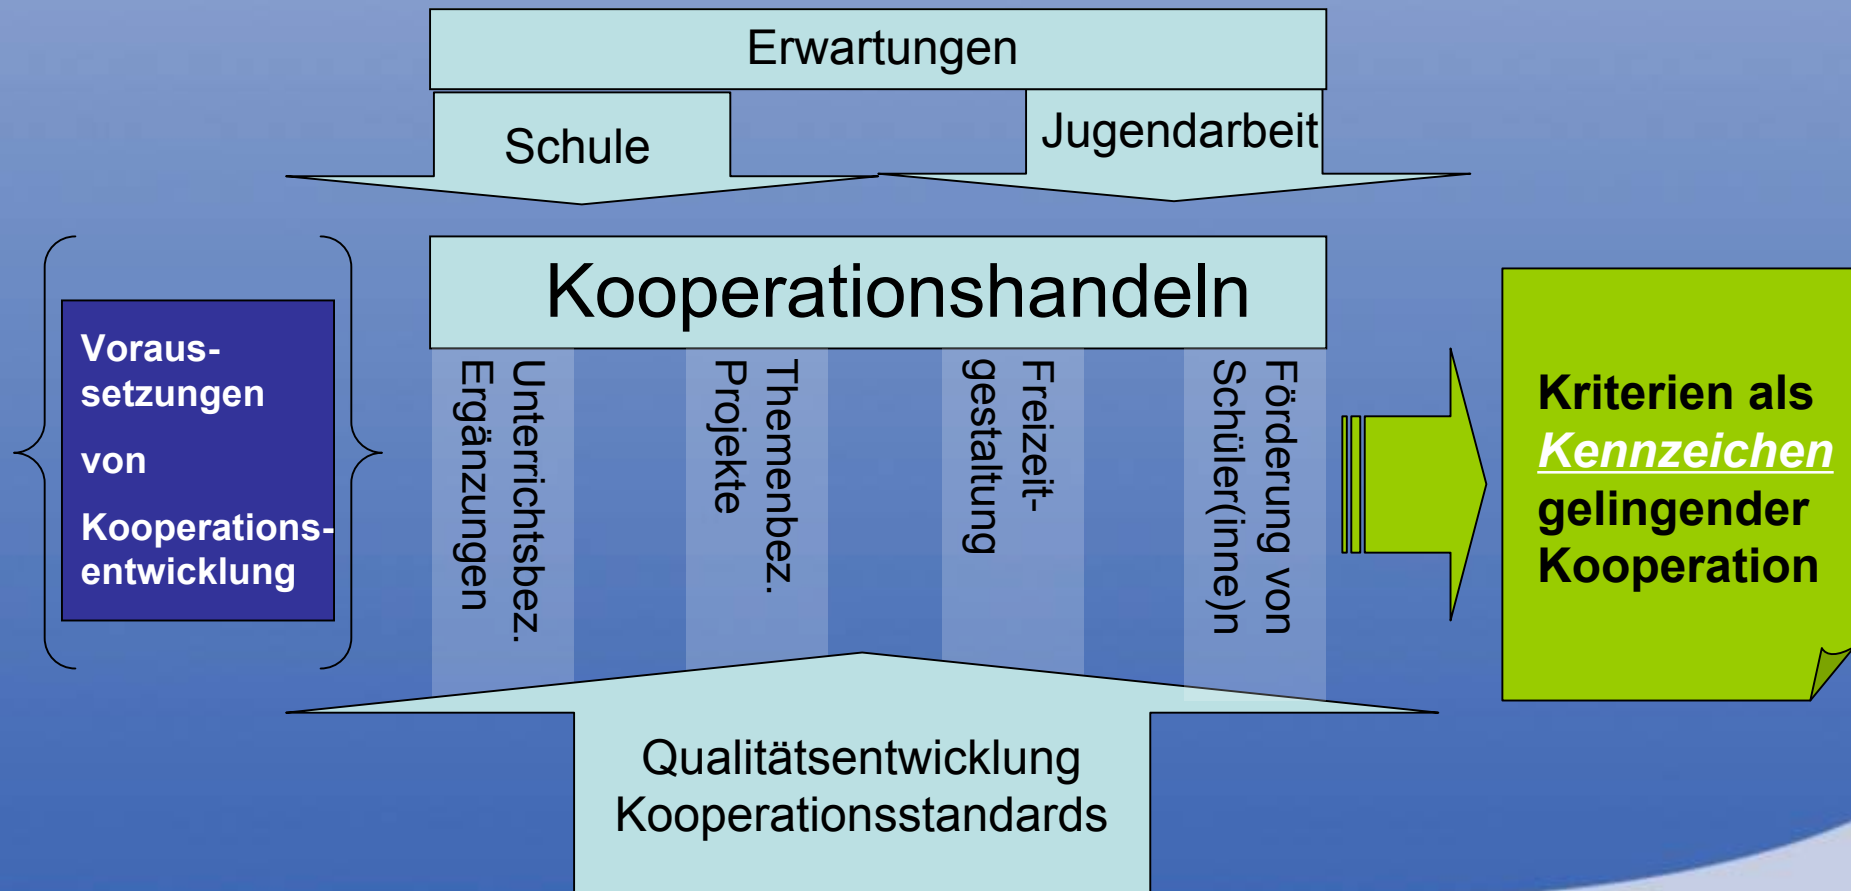 Erwartungen
Schule
Jugendarbeit
Kooperationshandeln
Voraus-
setzungen
von
Kooperations-
entwicklung
Unterrichtsbez.
Ergänzungen
Themenbez.
Projekte
Freizeit-
gestaltung
Förderung von
Schüler(inne)n
Kriterien als
Kennzeichen
gelingender
Kooperation
Qualitätsentwicklung
Kooperationsstandards